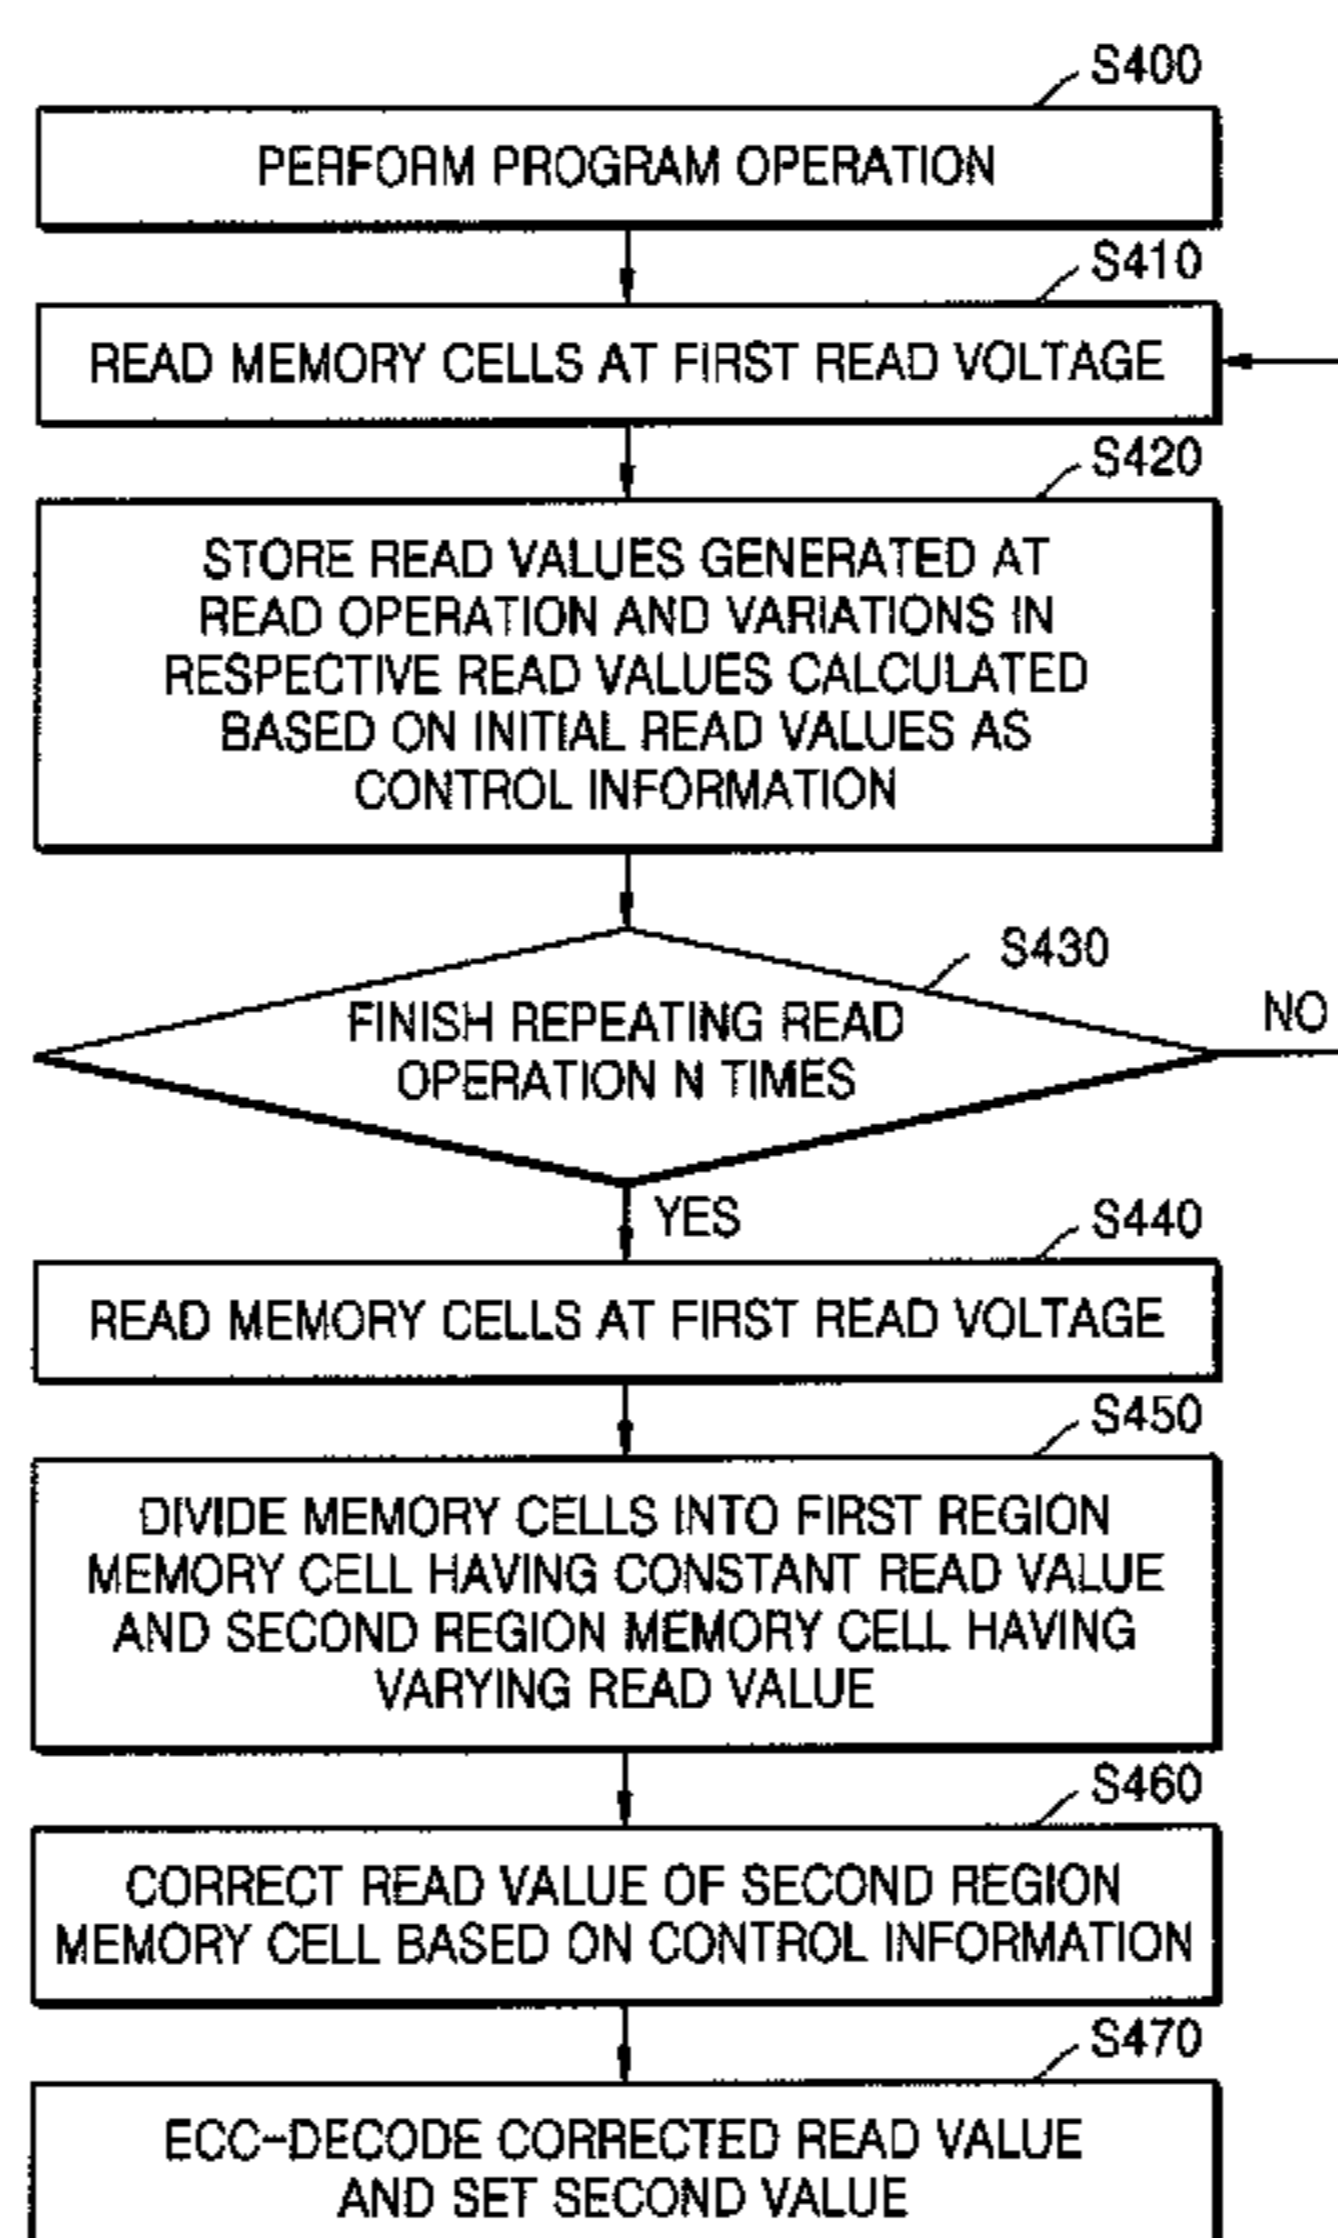 S400
PERFORM PROGRAM OPERATION
S410
READ MEMORY CELLS AT FIRST READ VOLTAGE
S420
STORE READ VALUES GENERATED AT
READ OPERATION AND VARIATIONS IN
RESPECTIVE READ VALUES CALCULATED
BASED ON INITIAL READ VALUES AS
CONTROL INFORMATION
S430
FINISH REPEATING READ
OPERATION N TIMES
NO
YES
S440
READ MEMORY CELLS AT FIRST READ VOLTAGE
S450
DIVIDE MEMORY CELLS INTO FIRST REGION
MEMORY CELL HAVING CONSTANT READ VALUE
AND SECOND REGION MEMORY CELL HAVING
VARYING READ VALUE
S460
CORRECT READ VALUE OF SECOND REGION
MEMORY CELL BASED ON CONTROL INFORMATION
S470
ECC-DECODE CORRECTED READ VALUE
AND SET SECOND VALUE